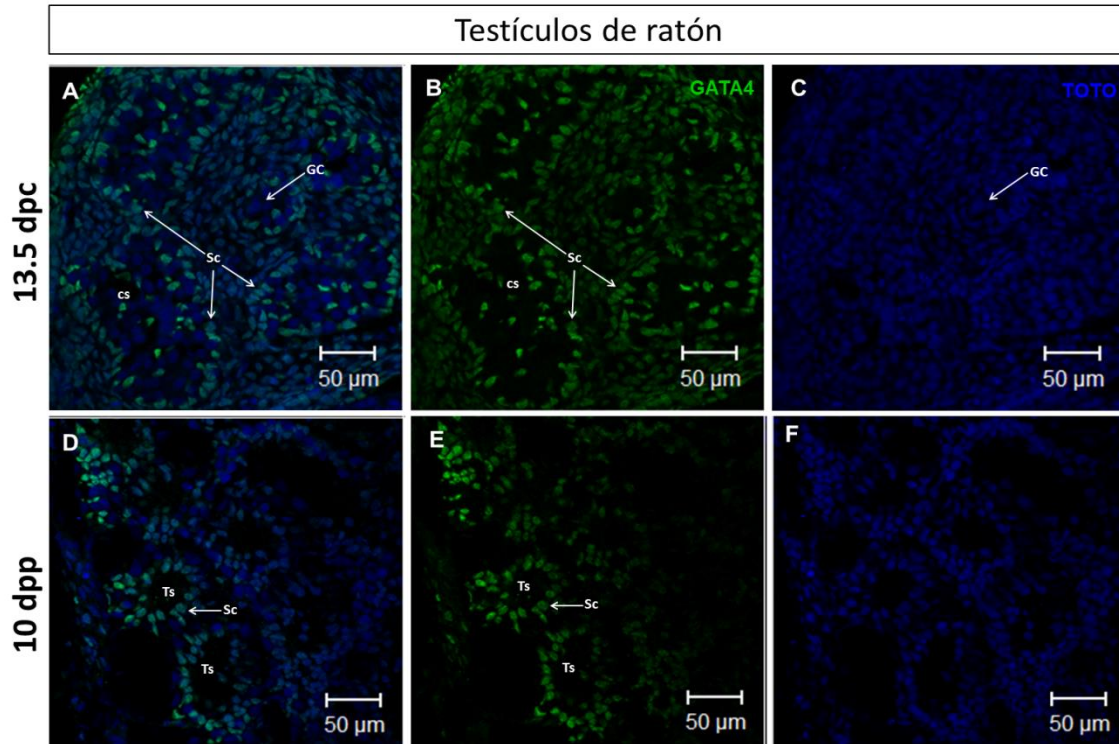 Testículos de ratón
13.5 dpc
A
GC
Sc
cs
50 µm
B
GATA4
Sc
cs
50 µm
C
TOTO
GC
50 µm
10 dpp
D
Ts
Sc
Ts
50 µm
E
Ts
Sc
Ts
50 µm
F
50 µm